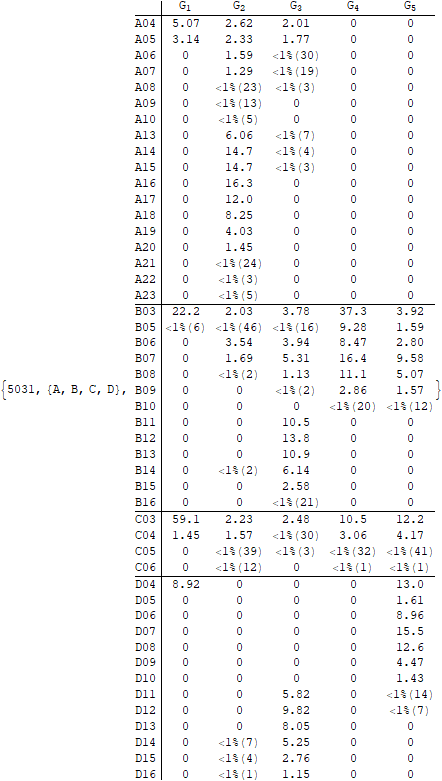 G1 G2 G3 G4 G5
A04 5.07 2.62 2.01 0 0
A05 3.14 2.33 1.77 0 0
A06 0 1.59 <1%(30) 0 0
A07 0 1.29 <1%(19) 0 0
A08 0 <1%(23) <1%(3) 0 0
A09 0 <1%(13) 0 0 0
A10 0 <1%(5) 0 0 0
A13 0 6.06 <1%(7) 0 0
A14 0 14.7 <1%(4) 0 0
A15 0 14.7 <1%(3) 0 0
A16 0 16.3 0 0 0
A17 0 12.0 0 0 0
A18 0 8.25 0 0 0
A19 0 4.03 0 0 0
A20 0 1.45 0 0 0
A21 0 <1%(24) 0 0 0
A22 0 <1%(3) 0 0 0
A23 0 <1%(5) 0 0 0
B03 22.2 2.03 3.78 37.3 3.92
B05 <1%(6) <1%(46) <1%(16) 9.28 1.59
B06 0 3.54 3.94 8.47 2.80
B07 0 1.69 5.31 16.4 9.58
B08 0 <1%(2) 1.13 11.1 5.07
{5031, {A, B, C, D}, B09 0 0 <1%(2) 2.86 1.57 }
B10 0 0 0 <1%(20) <1%(12)
B11 0 0 10.5 0 0
B12 0 0 13.8 0 0
B13 0 0 10.9 0 0
B14 0 <1%(2) 6.14 0 0
B15 0 0 2.58 0 0
B16 0 0 <1%(21) 0 0
C03 59.1 2.23 2.48 10.5 12.2
C04 1.45 1.57 <1%(30) 3.06 4.17
C05 0 <1%(39) <1%(3) <1%(32) <1%(41)
C06 0 <1%(12) 0 <1%(1) <1%(1)
D04 8.92 0 0 0 13.0
D05 0 0 0 0 1.61
D06 0 0 0 0 8.96
D07 0 0 0 0 15.5
D08 0 0 0 0 12.6
D09 0 0 0 0 4.47
D10 0 0 0 0 1.43
D11 0 0 5.82 0 <1%(14)
D12 0 0 9.82 0 <1%(7)
D13 0 0 8.05 0 0
D14 0 <1%(7) 5.25 0 0
D15 0 <1%(4) 2.76 0 0
D16 0 <1%(1) 1.15 0 0